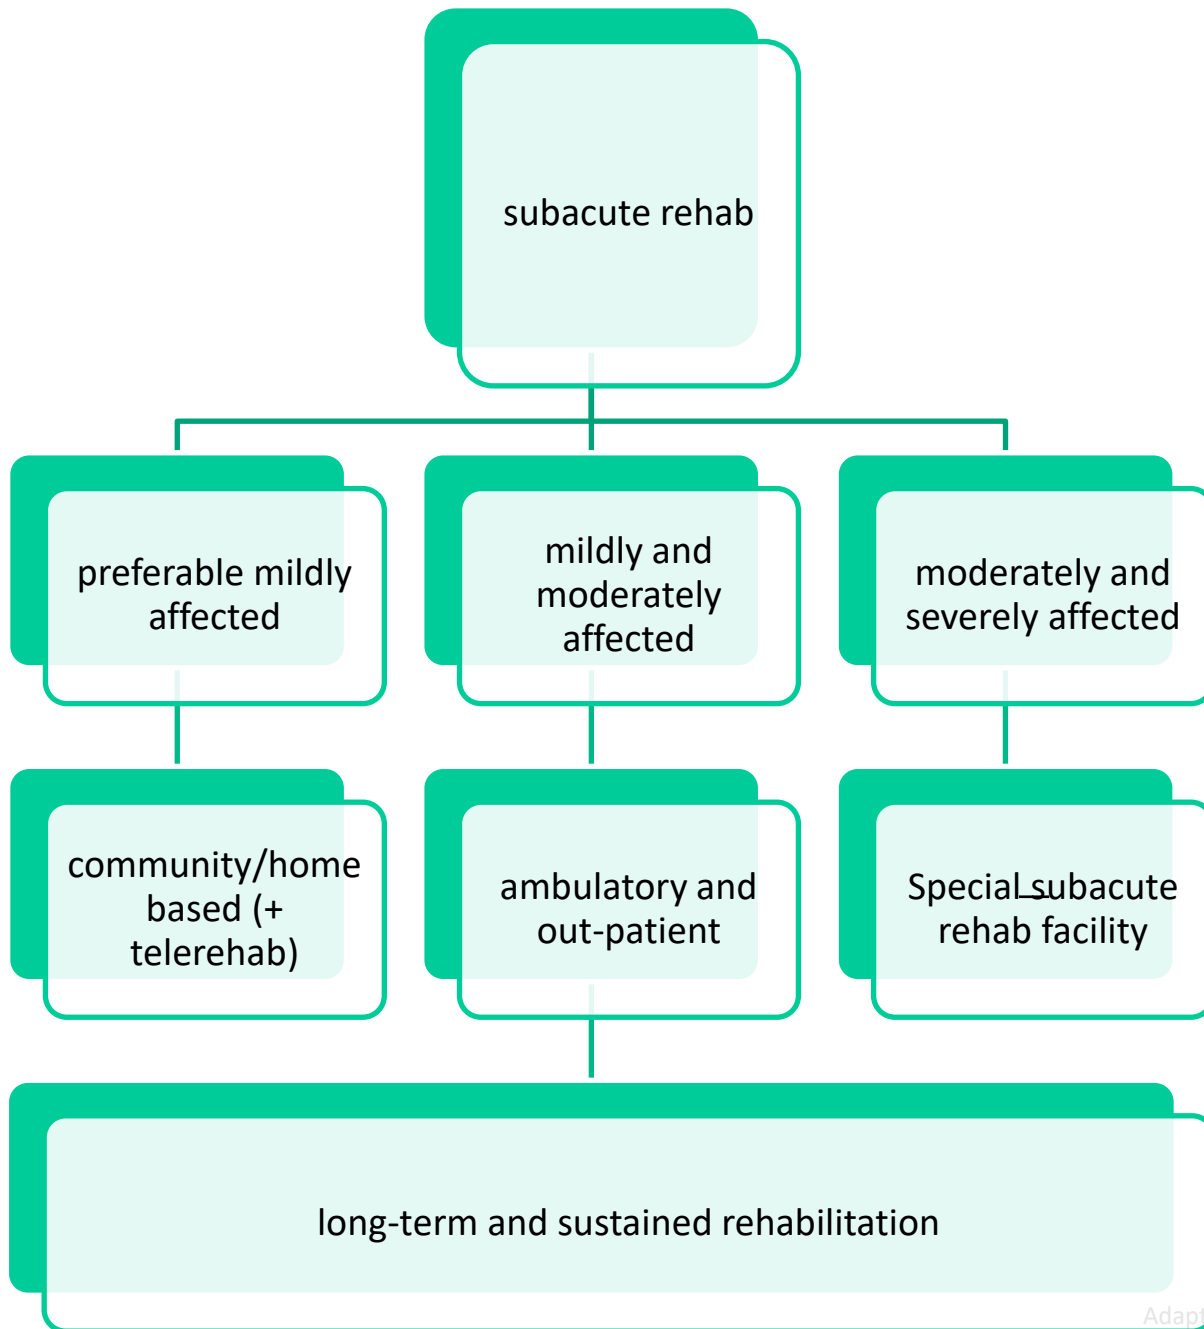 subacute rehab
preferable mildly
affected
mildly and
moderately
affected
moderately and
severely affected
community/home
based (+
telerehab)
ambulatory and
out-patient
Special subacute
rehab facility
long-term and sustained rehabilitation
Adapt